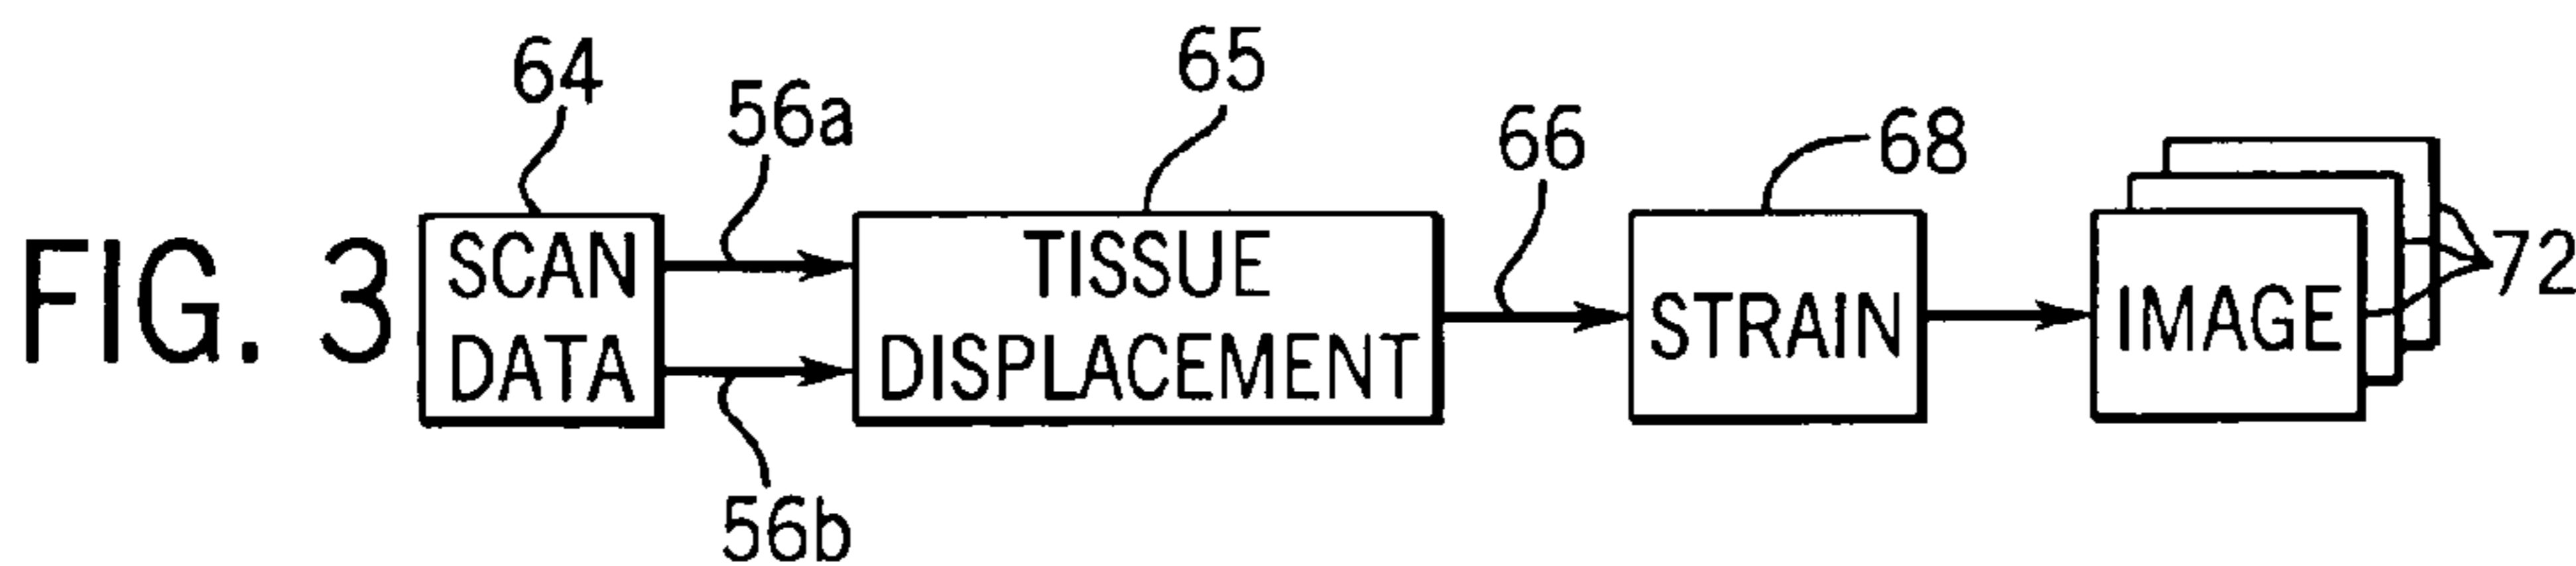 FIG. 3
64
SCAN
DATA
56a
56b
65
TISSUE
DISPLACEMENT
66
68
STRAIN
IMAGE
72